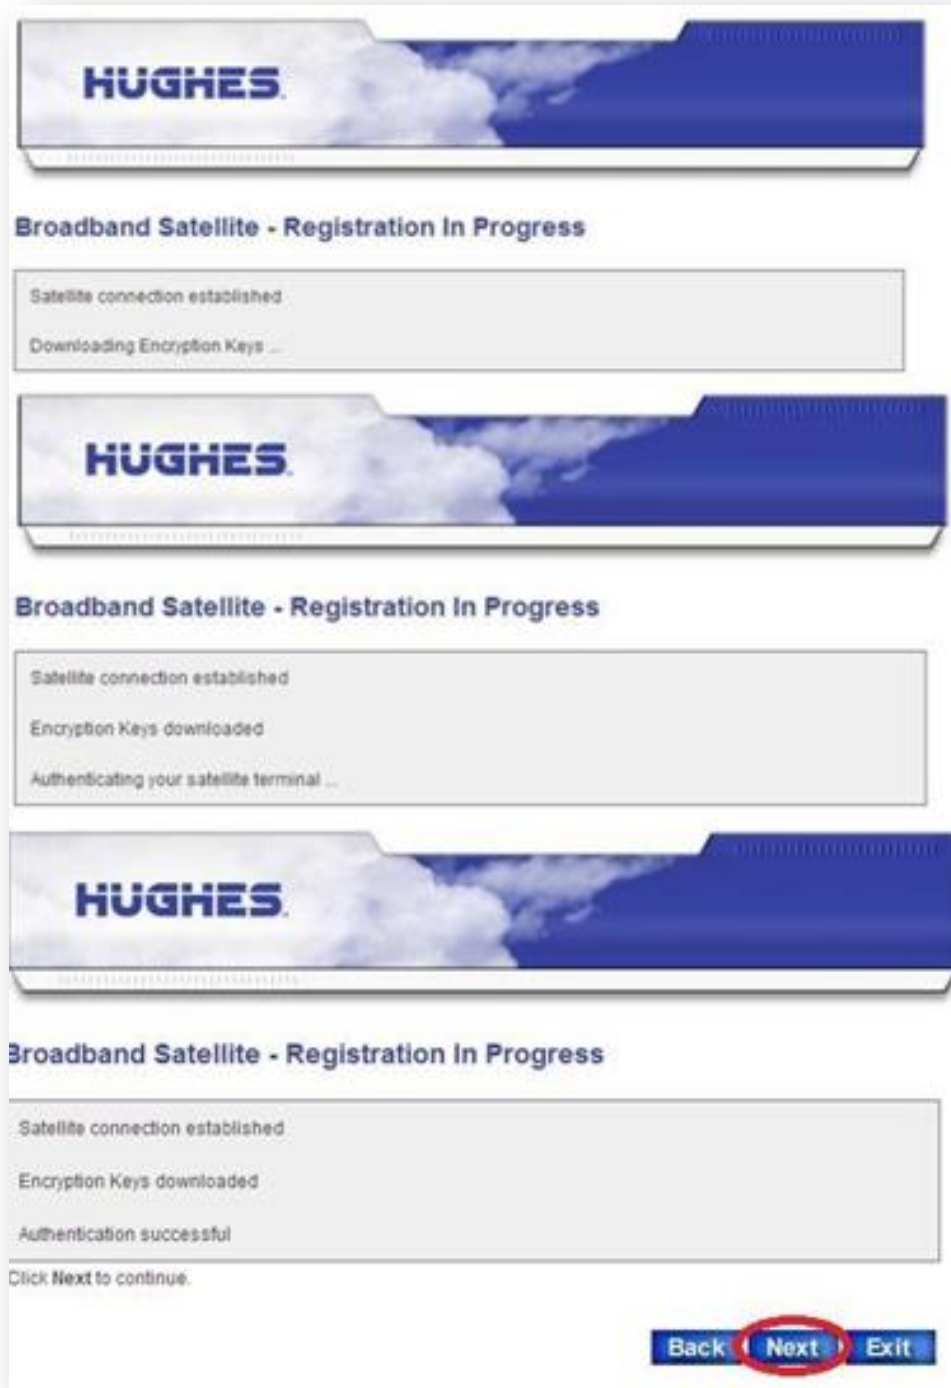 HUGHES.
Broadband Satellite - Registration In Progress
Satellite connection established
Downloading Encryption Keys ...
HUGHES.
Broadband Satellite - Registration In Progress
Satellite connection established
Encryption Keys downloaded
Authenticating your satellite terminal ...
HUGHES.
Broadband Satellite - Registration In Progress
Satellite connection established
Encryption Keys downloaded
Authentication successful
Click Next to continue.
Back Next Exit